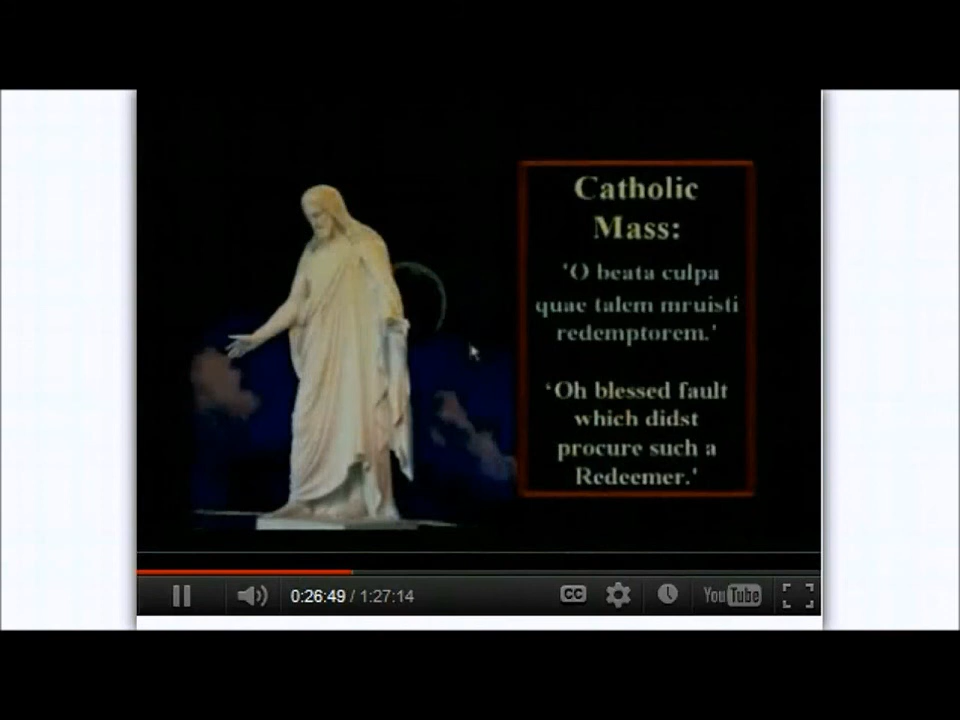 Catholic
Mass:
'O beata culpa
quae talem mruisti
redemptorem.'
‘Oh blessed fault
which didst
procure such a
Redeemer.'
0:26:49 / 1:27:14
CC
YouTube